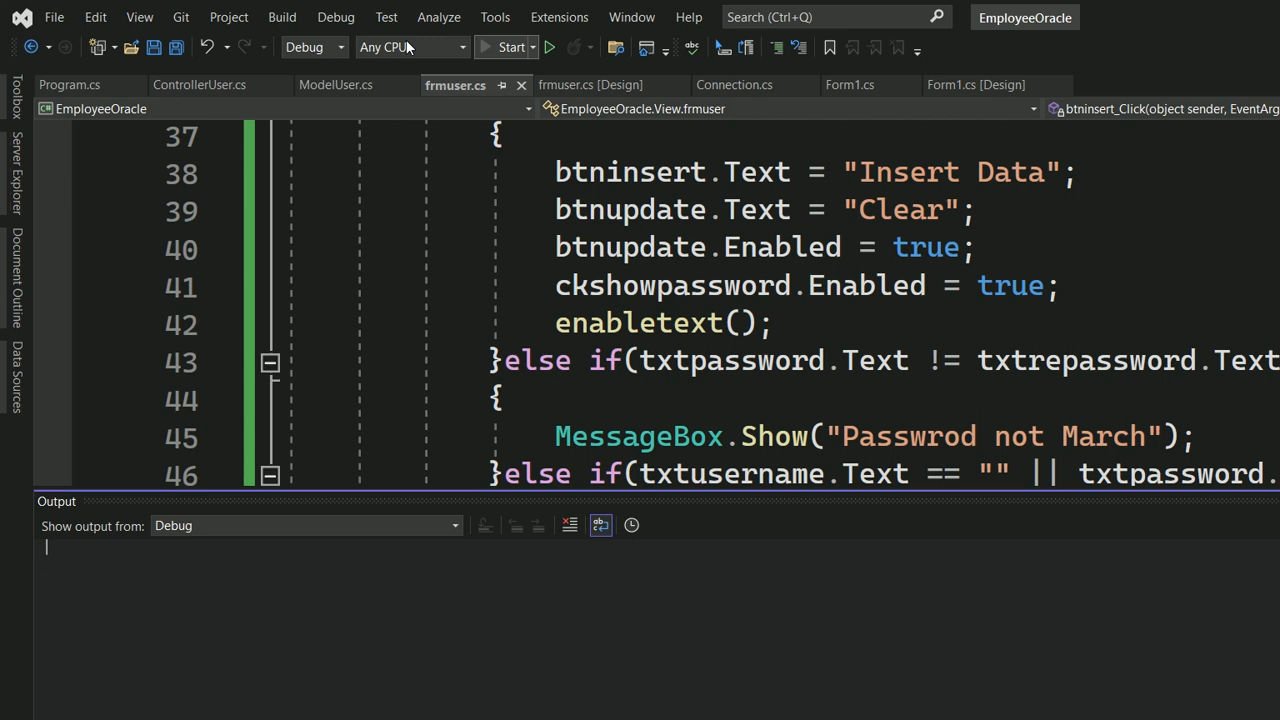 File Edit View Git Project Build Debug Test Analyze Tools Extensions Window Help Search (Ctrl+Q) EmployeeOracle
Debug Any CPU Start
Program.cs ControllerUser.cs ModelUser.cs frmuser.cs frmuser.cs [Design] Connection.cs Form1.cs Form1.cs [Design]
EmployeeOracle EmployeeOracle.View.frmuser btninsert_Click(object sender, EventArg
Toolbox
Server Explorer
Document Outline
Data Sources
37 {
38 btninsert.Text = "Insert Data";
39 btnupdate.Text = "Clear";
40 btnupdate.Enabled = true;
41 ckshowpassword.Enabled = true;
42 enabletext();
43 }else if(txtpassword.Text != txtrepassword.Text
44 {
45 MessageBox.Show("Passwrod not March");
46 }else if(txtusername.Text == "" || txtpassword.
Output
Show output from: Debug